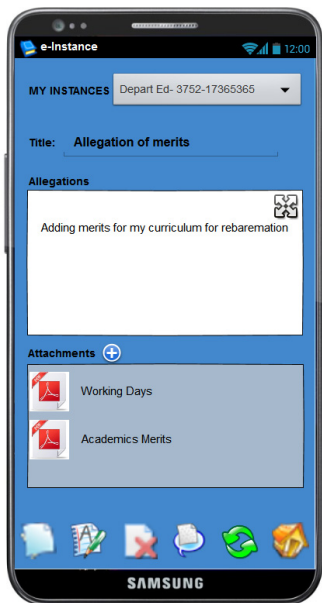 e-Instance
12:00
MY INSTANCES
Depart Ed- 3752-17365365
Title: Allegation of merits
Allegations
Adding merits for my curriculum for rebaremation
Attachments
Working Days
Academics Merits
SAMSUNG